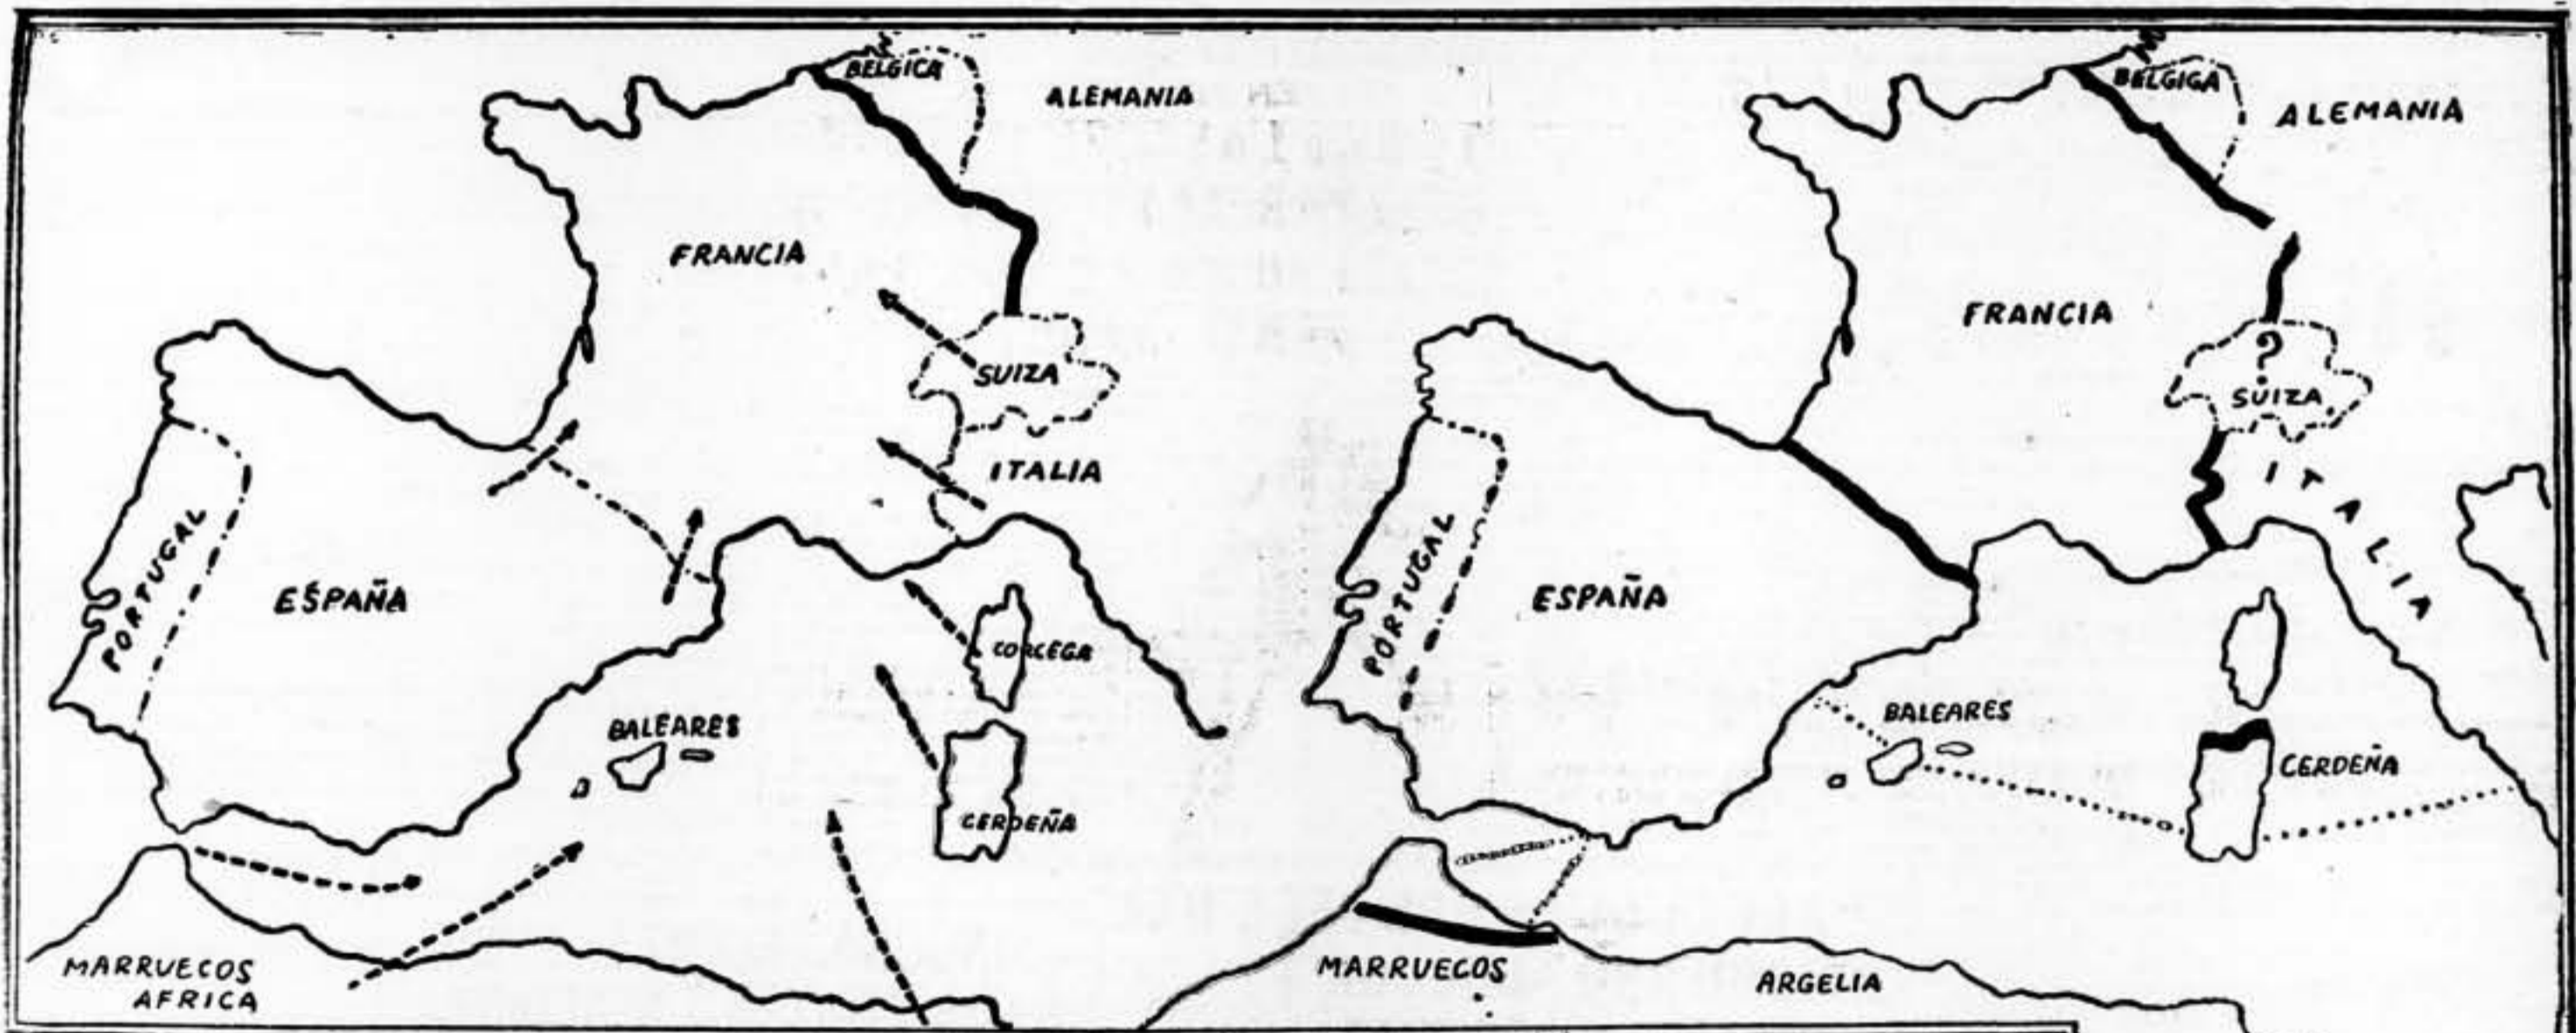 BELGICA
ALEMANIA
FRANCIA
SUIZA
ITALIA
PORTUGAL
ESPAÑA
CORCEGA
BALEARES
CERDEÑA
MARRUECOS
AFRICA
BELGIGA
ALEMANIA
FRANCIA
?
SUIZA
ITALIA
PORTUGAL
ESPAÑA
BALEARES
CERDEÑA
MARRUECOS
ARGELIA